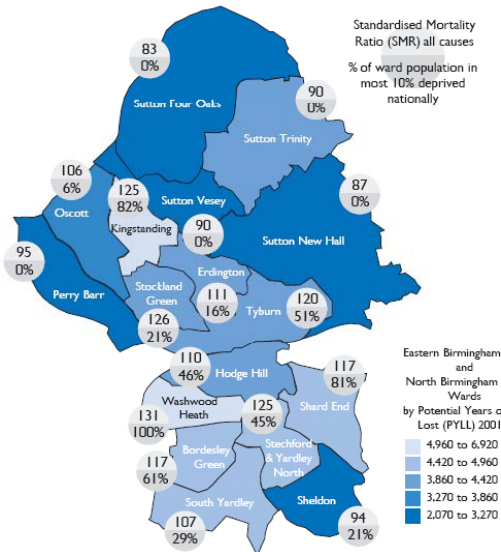 Standardised Mortality
Ratio (SMR) all causes
% of ward population in
most 10% deprived
nationally
83
0%
Sutton Four Oaks
90
0%
Sutton Trinity
106
6%
Oscott
125
82%
Kingstanding
Sutton Vesey
90
0%
87
0%
Sutton New Hall
95
0%
Perry Barr
Erdington
Stockland
Green
111
16%
Tyburn
120
51%
126
21%
110
46%
Hodge Hill
117
81%
Shard End
Washwood
Heath
131
100%
125
45%
Stechford
& Yardley
North
Bordesley
Green
117
61%
South Yardley
107
29%
Sheldon
94
21%
Eastern Birmingham
and
North Birmingham
Wards
by Potential Years o
Lost (PYLL) 2001
4,960 to 6,920
4,420 to 4,960
3,860 to 4,420
3,270 to 3,860
2,070 to 3,270